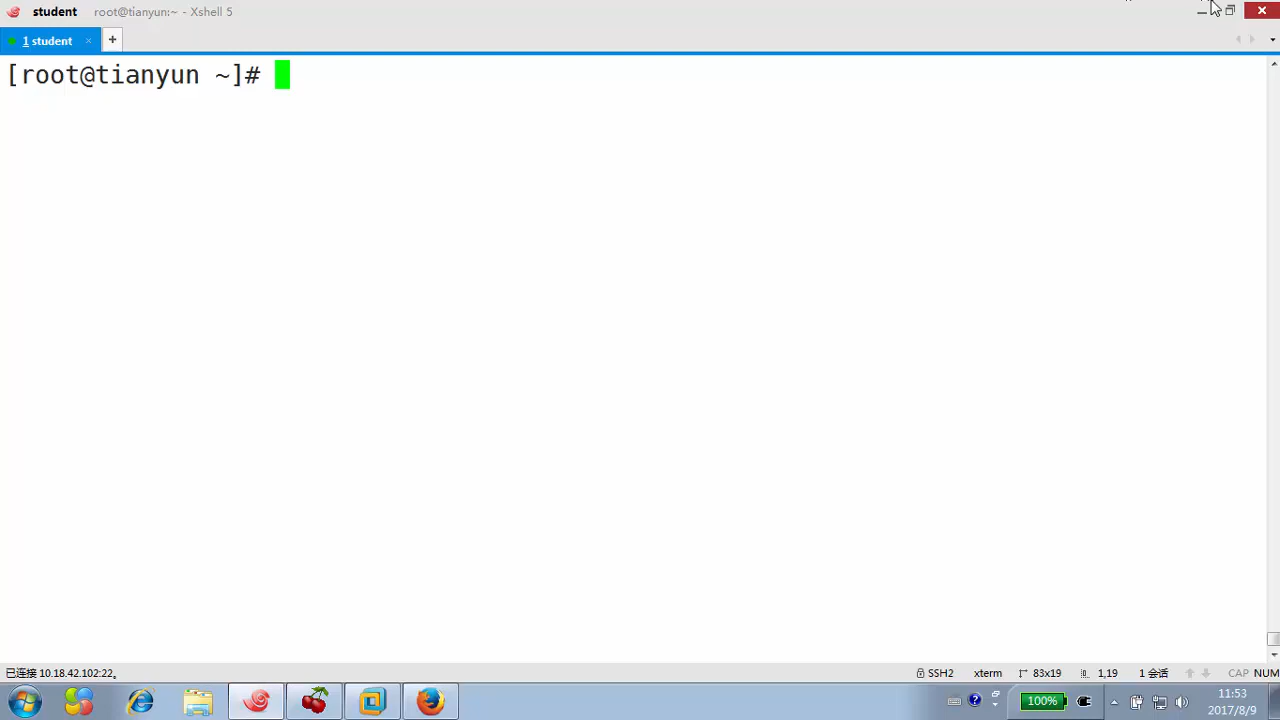 student root@tianyun:~ - Xshell 5
1 student × +
[root@tianyun ~]#
已连接 10.18.42.102:22。 SSH2 xterm 83x19 1,19 1 会话 CAP NUM
100% 11:53
2017/8/9